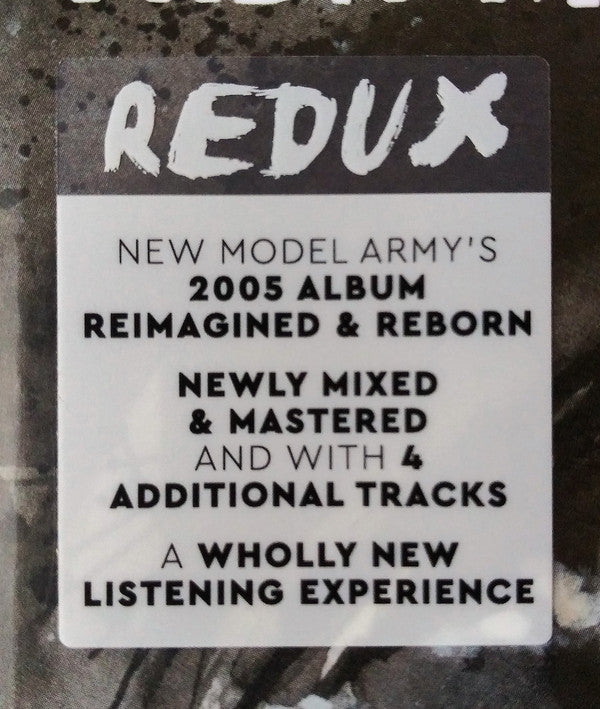 REDUX
NEW MODEL ARMY'S
2005 ALBUM
REIMAGINED & REBORN
NEWLY MIXED
& MASTERED
AND WITH 4
ADDITIONAL TRACKS
A WHOLLY NEW
LISTENING EXPERIENCE